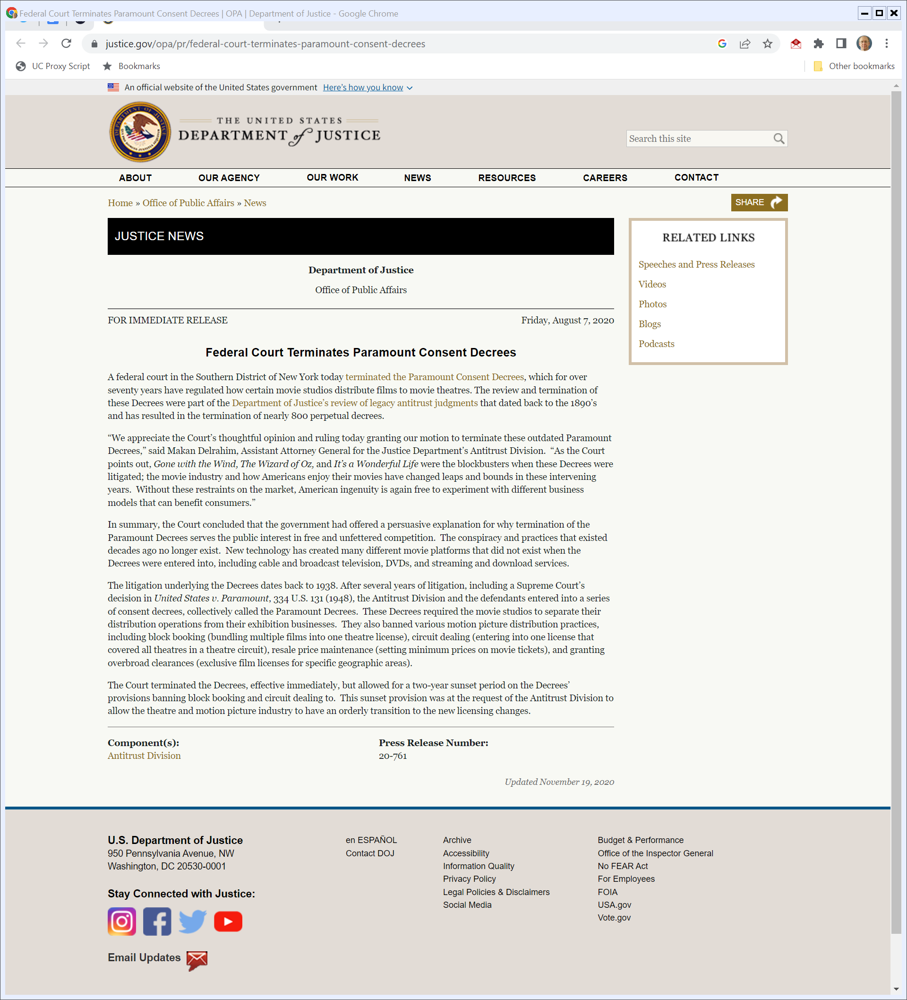 Federal Court Terminates Paramount Consent Decrees | OPA | Department of Justice - Google Chrome
justice.gov/opa/pr/federal-court-terminates-paramount-consent-decrees
UC Proxy Script
Bookmarks
Other bookmarks
An official website of the United States government Here's how you know
THE UNITED STATES
DEPARTMENT of JUSTICE
Search this site
ABOUT OUR AGENCY OUR WORK NEWS RESOURCES CAREERS CONTACT
Home » Office of Public Affairs » News
SHARE
JUSTICE NEWS
Department of Justice
Office of Public Affairs
FOR IMMEDIATE RELEASE
Friday, August 7, 2020
Federal Court Terminates Paramount Consent Decrees
A federal court in the Southern District of New York today terminated the Paramount Consent Decrees, which for over
seventy years have regulated how certain movie studios distribute films to movie theatres. The review and termination of
these Decrees were part of the Department of Justice's review of legacy antitrust judgments that dated back to the 1890's
and has resulted in the termination of nearly 800 perpetual decrees.
“We appreciate the Court's thoughtful opinion and ruling today granting our motion to terminate these outdated Paramount
Decrees,” said Makan Delrahim, Assistant Attorney General for the Justice Department's Antitrust Division.  “As the Court
points out, Gone with the Wind, The Wizard of Oz, and It's a Wonderful Life were the blockbusters when these Decrees were
litigated; the movie industry and how Americans enjoy their movies have changed leaps and bounds in these intervening
years.  Without these restraints on the market, American ingenuity is again free to experiment with different business
models that can benefit consumers.”
In summary, the Court concluded that the government had offered a persuasive explanation for why termination of the
Paramount Decrees serves the public interest in free and unfettered competition.  The conspiracy and practices that existed
decades ago no longer exist.  New technology has created many different movie platforms that did not exist when the
Decrees were entered into, including cable and broadcast television, DVDs, and streaming and download services.
The litigation underlying the Decrees dates back to 1938. After several years of litigation, including a Supreme Court's
decision in United States v. Paramount, 334 U.S. 131 (1948), the Antitrust Division and the defendants entered into a series
of consent decrees, collectively called the Paramount Decrees.  These Decrees required the movie studios to separate their
distribution operations from their exhibition businesses.  They also banned various motion picture distribution practices,
including block booking (bundling multiple films into one theatre license), circuit dealing (entering into one license that
covered all theatres in a theatre circuit), resale price maintenance (setting minimum prices on movie tickets), and granting
overbroad clearances (exclusive film licenses for specific geographic areas).
The Court terminated the Decrees, effective immediately, but allowed for a two-year sunset period on the Decrees'
provisions banning block booking and circuit dealing to.  This sunset provision was at the request of the Antitrust Division to
allow the theatre and motion picture industry to have an orderly transition to the new licensing changes.
Component(s):
Antitrust Division
Press Release Number:
20-761
Updated November 19, 2020
RELATED LINKS
Speeches and Press Releases
Videos
Photos
Blogs
Podcasts
U.S. Department of Justice
950 Pennsylvania Avenue, NW
Washington, DC 20530-0001
Stay Connected with Justice:
Email Updates
en ESPAÑOL
Contact DOJ
Archive
Accessibility
Information Quality
Privacy Policy
Legal Policies & Disclaimers
Social Media
Budget & Performance
Office of the Inspector General
No FEAR Act
For Employees
FOIA
USA.gov
Vote.gov